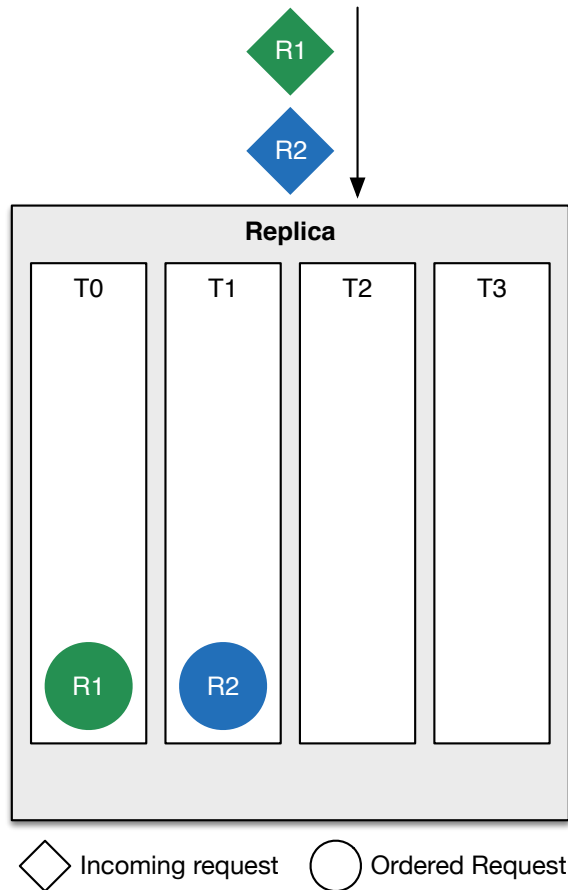 R1
R2
Replica
T0 T1 T2 T3
R1 R2
Incoming request Ordered Request